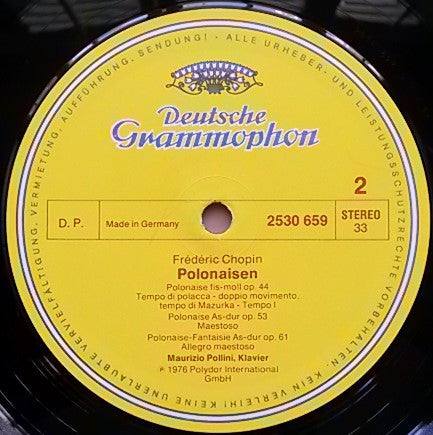 Deutsche
Grammophon
2
D. P.
Made in Germany
2530 659
STEREO
33
Frédéric Chopin
Polonaisen
Polonaise fis-moll op. 44
Tempo di polacca - doppio movimento,
tempo di Mazurka - Tempo I
Polonaise As-dur op. 53
Maestoso
Polonaise-Fantaisie As-dur op. 61
Allegro maestoso
Maurizio Pollini, Klavier
℗ 1976 Polydor International
GmbH
ALLE URHEBER- UND LEISTUNGSSCHUTZRECHTE VORBEHALTEN · KEIN VERLEIH! KEINE UNERLAUBTE VERVIELFÄLTIGUNG, VERMIETUNG, AUFFÜHRUNG, SENDUNG! ·